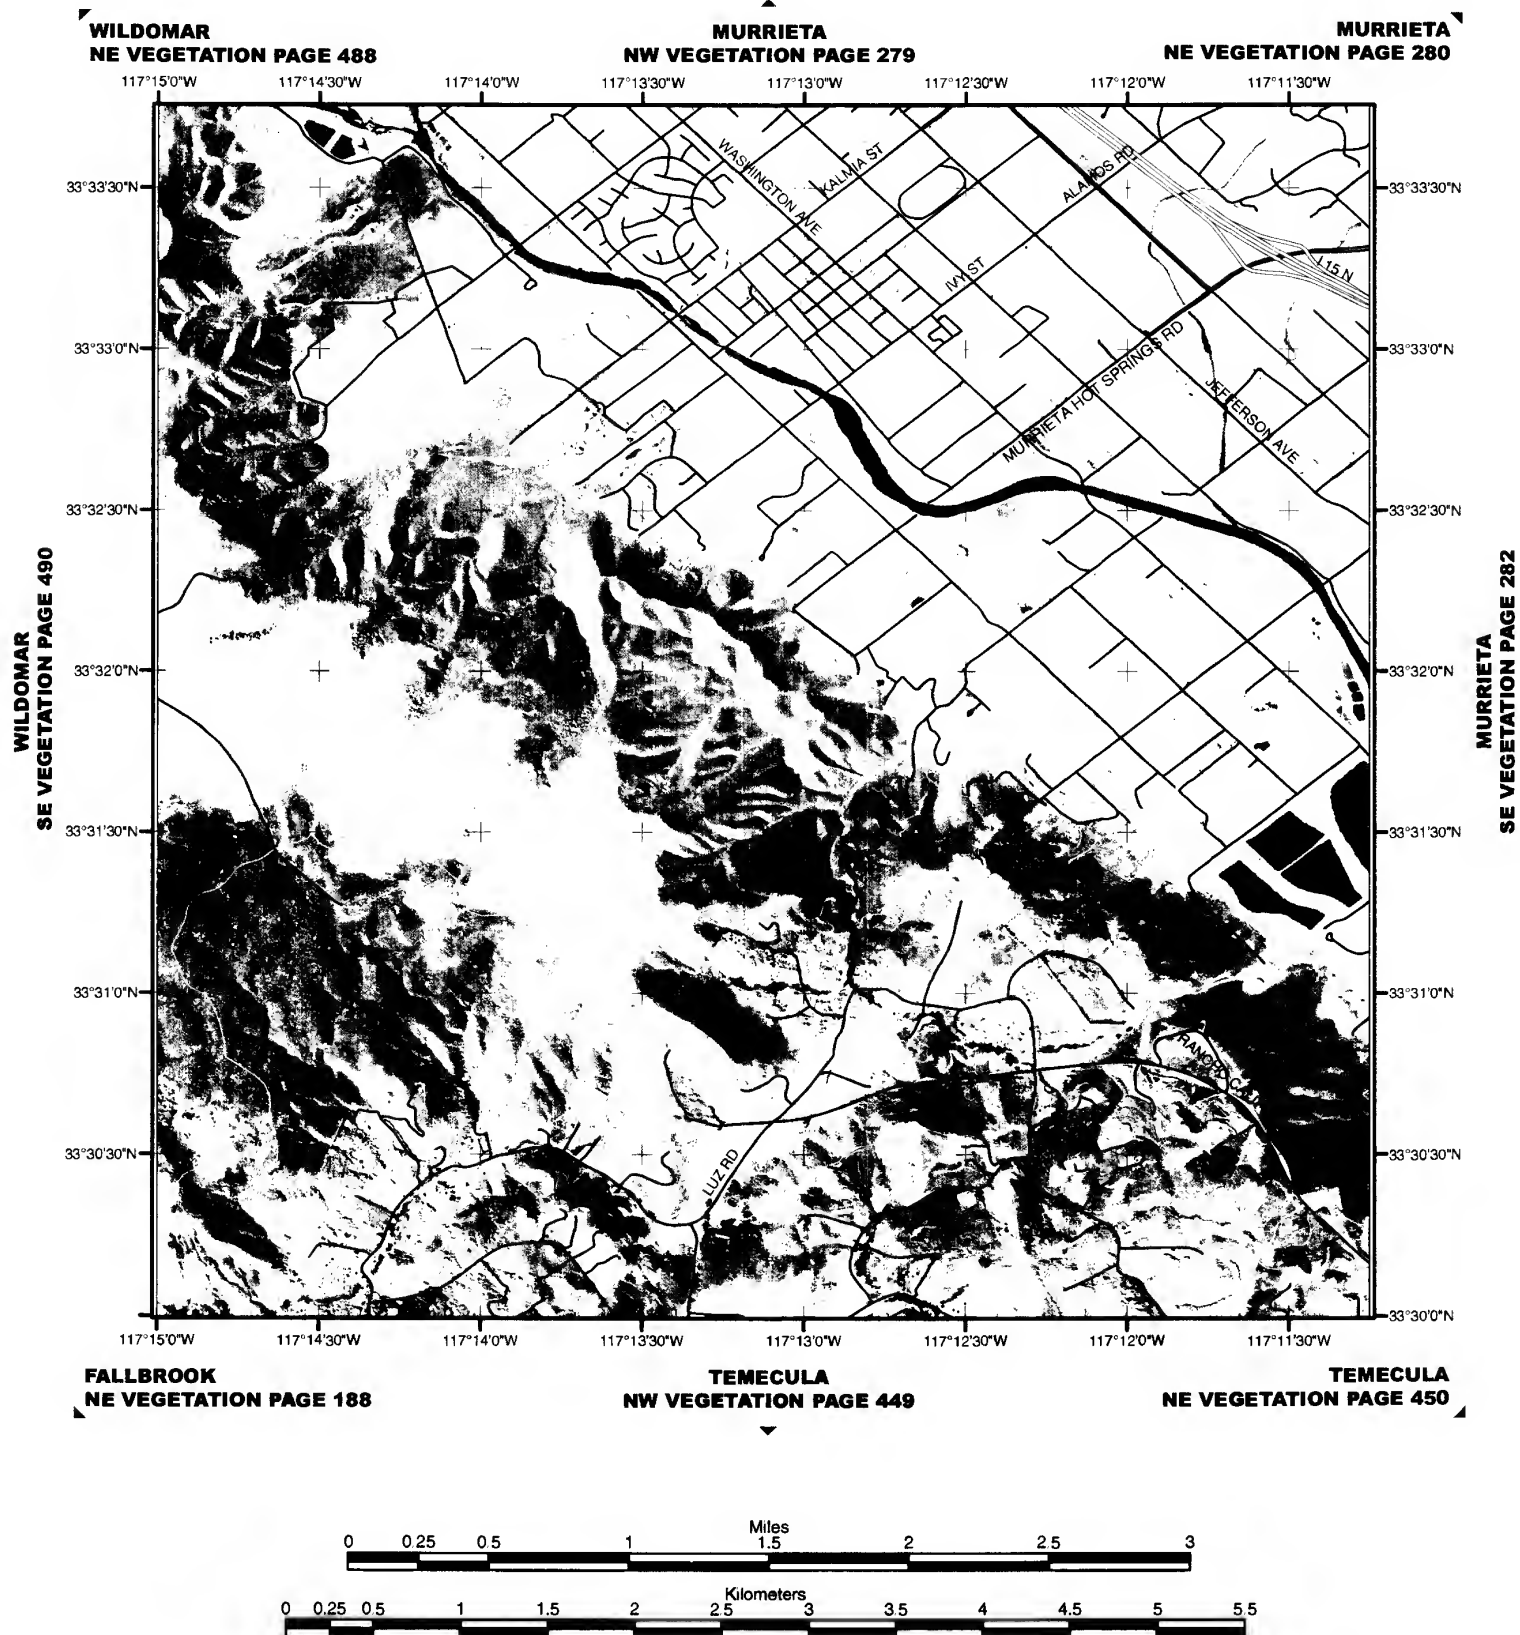 WILDOMAR
NE VEGETATION PAGE 488
MURRIETA
NW VEGETATION PAGE 279
MURRIETA
NE VEGETATION PAGE 280
117°15'0"W
117°14'30"W
117°14'0"W
117°13'30"W
117°13'0"W
117°12'30"W
117°12'0"W
117°11'30"W
33°33'30"N
33°33'0"N
33°32'30"N
33°32'0"N
33°31'30"N
33°31'0"N
33°30'30"N
WILDOMAR
SE VEGETATION PAGE 490
WASHINGTON AVE
KALMIA ST
ALAMOS RD
IVY ST
I 15 N
MURRIETA HOT SPRINGS RD
JEFFERSON AVE
LUZ RD
33°33'30"N
33°33'0"N
33°32'30"N
33°32'0"N
33°31'30"N
33°31'0"N
33°30'30"N
33°30'0"N
MURRIETA
SE VEGETATION PAGE 282
117°15'0"W
117°14'30"W
117°14'0"W
117°13'30"W
117°13'0"W
117°12'30"W
117°12'0"W
117°11'30"W
FALLBROOK
NE VEGETATION PAGE 188
TEMECULA
NW VEGETATION PAGE 449
TEMECULA
NE VEGETATION PAGE 450
Miles
0 0.25 0.5 1 1.5 2 2.5 3
Kilometers
0 0.25 0.5 1 1.5 2 2.5 3 3.5 4 4.5 5 5.5